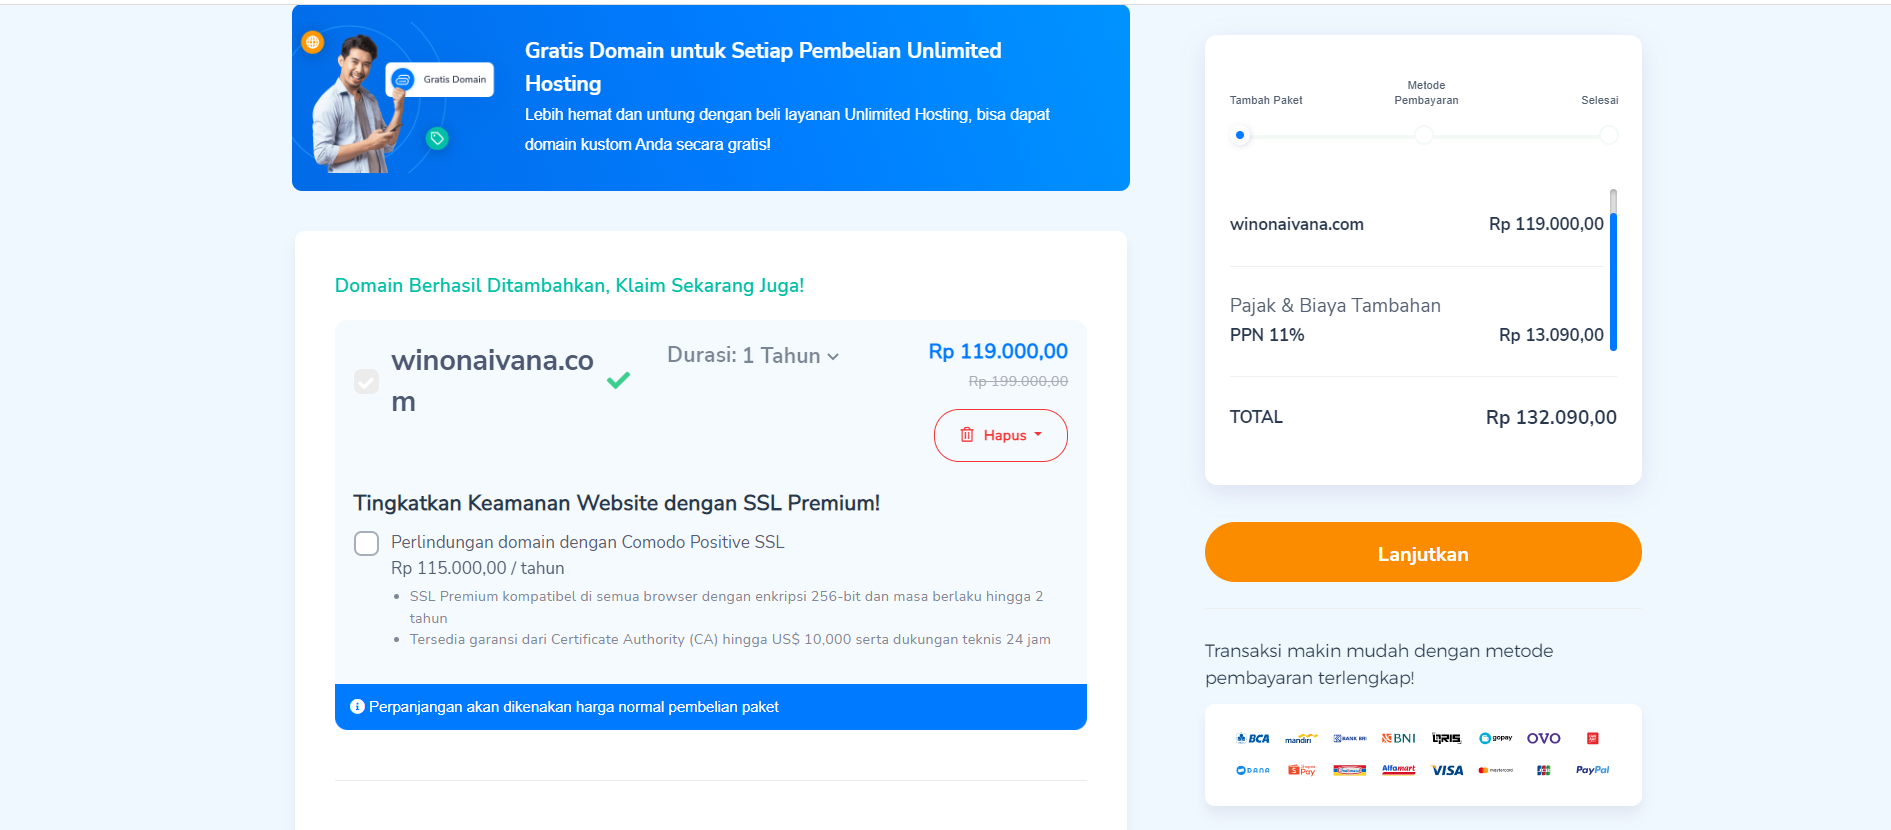 Gratis Domain
Gratis Domain untuk Setiap Pembelian Unlimited
Hosting
Lebih hemat dan untung dengan beli layanan Unlimited Hosting, bisa dapat
domain kustom Anda secara gratis!
Domain Berhasil Ditambahkan, Klaim Sekarang Juga!
winonaivana.co
m
Durasi: 1 Tahun
Rp 119.000,00
Rp 199.000,00
Hapus
Tingkatkan Keamanan Website dengan SSL Premium!
Perlindungan domain dengan Comodo Positive SSL
Rp 115.000,00 / tahun
• SSL Premium kompatibel di semua browser dengan enkripsi 256-bit dan masa berlaku hingga 2
tahun
• Tersedia garansi dari Certificate Authority (CA) hingga US$ 10,000 serta dukungan teknis 24 jam
Perpanjangan akan dikenakan harga normal pembelian paket
Tambah Paket
Metode
Pembayaran
Selesai
winonaivana.com Rp 119.000,00
Pajak & Biaya Tambahan
PPN 11% Rp 13.090,00
TOTAL Rp 132.090,00
Lanjutkan
Transaksi makin mudah dengan metode
pembayaran terlengkap!
BCA mandiri BANK BRI BNI QRIS gopay OVO
DANA Shopee Pay Indomaret Alfamart VISA mastercard JCB PayPal